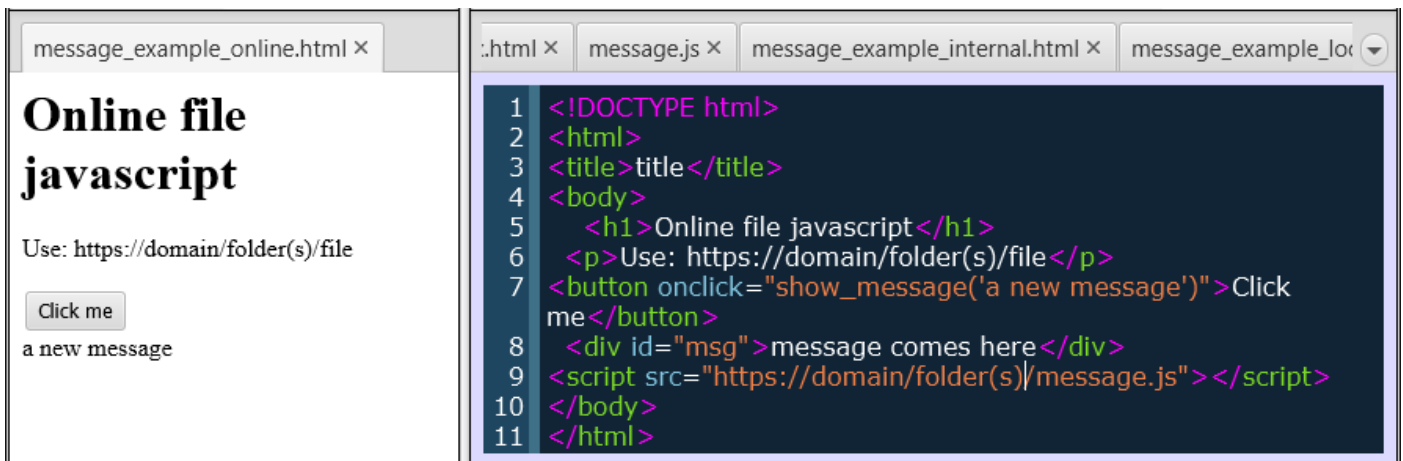 message_example_online.html ×
Online file
javascript
Use: https://domain/folder(s)/file
Click me
a new message
:.html × message.js × message_example_internal.html × message_example_loc
1 <!DOCTYPE html>
2 <html>
3 <title>title</title>
4 <body>
5 <h1>Online file javascript</h1>
6 <p>Use: https://domain/folder(s)/file</p>
7 <button onclick="show_message('a new message')">Click
me</button>
8 <div id="msg">message comes here</div>
9 <script src="https://domain/folder(s)/message.js"></script>
10 </body>
11 </html>